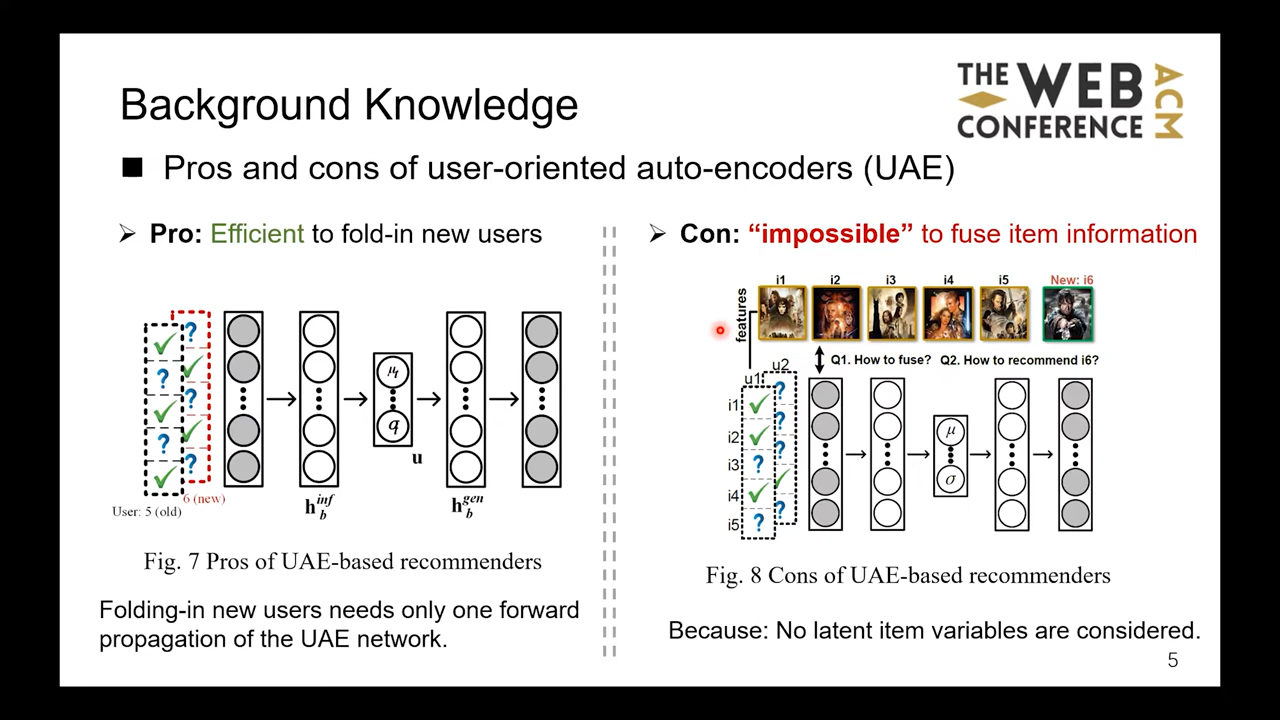 THE WEB CONFERENCE ACM
Background Knowledge
■ Pros and cons of user-oriented auto-encoders (UAE)
➢ Pro: Efficient to fold-in new users
? ✓ ? ✓ ?
✓ ? ✓ ? ✓
6 (new)
User: 5 (old)
h_b^{inf}
u
h_b^{gen}
Fig. 7 Pros of UAE-based recommenders
Folding-in new users needs only one forward
propagation of the UAE network.
➢ Con: “impossible” to fuse item information
i1 i2 i3 i4 i5 New: i6
features
Q1. How to fuse? Q2. How to recommend i6?
u1 u2
i1
i2
i3
i4
i5
μ
σ
Fig. 8 Cons of UAE-based recommenders
Because: No latent item variables are considered.
5